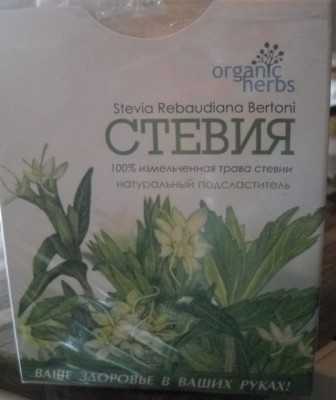 organic
herbs
Stevia Rebaudiana Bertoni
СТЕВИЯ
100% измельченная трава стевии
натуральный подсластитель
ВАШЕ ЗДОРОВЬЕ В ВАШИХ РУКАХ!